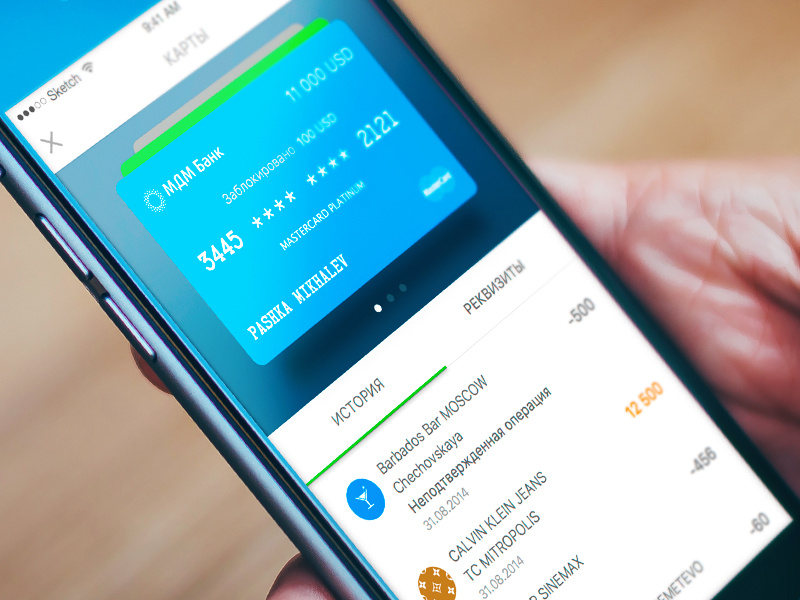 Sketch
9:41 AM
КАРТЫ
11 000 USD
МДМ Банк
Заблокировано 100 USD
3445 **** **** 2121
MASTERCARD PLATINUM
MasterCard
PASHKA MIKHALEV
ИСТОРИЯ
РЕКВИЗИТЫ
Barbados Bar MOSCOW
Chechovskaya
Неподтвержденная операция
31.08.2014
-500
CALVIN KLEIN JEANS
TC MITROPOLIS
31.08.2014
12 500
-456
R SINEMAX
EMETEVO
-60